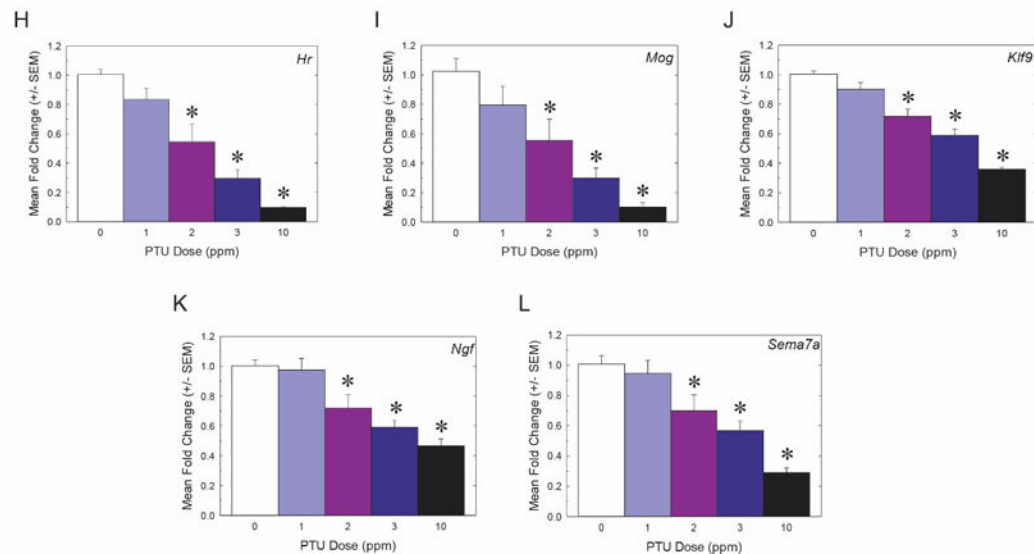 H
Hr
Mean Fold Change (+/- SEM)
1.2
1.0
0.8
0.6
0.4
0.2
0.0
*
*
*
0 1 2 3 10
PTU Dose (ppm)
I
Mog
Mean Fold Change (+/- SEM)
1.2
1.0
0.8
0.6
0.4
0.2
0.0
*
*
*
0 1 2 3 10
PTU Dose (ppm)
J
Klf9
Mean Fold Change (+/- SEM)
1.2
1.0
0.8
0.6
0.4
0.2
0.0
*
*
*
0 1 2 3 10
PTU Dose (ppm)
K
Ngf
Mean Fold Change (+/- SEM)
1.2
1.0
0.8
0.6
0.4
0.2
0.0
*
*
*
0 1 2 3 10
PTU Dose (ppm)
L
Sema7a
Mean Fold Change (+/- SEM)
1.2
1.0
0.8
0.6
0.4
0.2
0.0
*
*
*
0 1 2 3 10
PTU Dose (ppm)